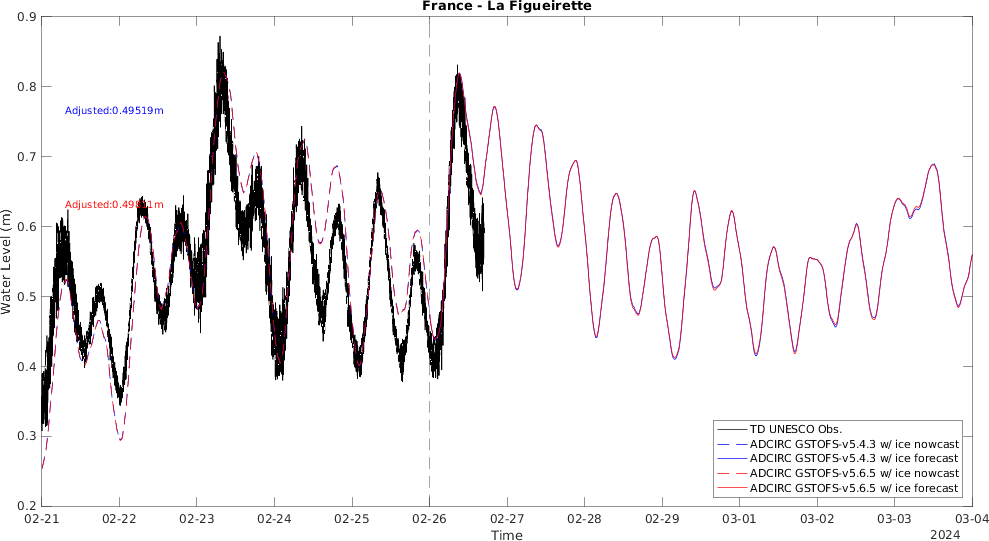 France - La Figueirette
0.9
0.8
0.7
0.6
0.5
0.4
0.3
0.2
Water Level (m)
Adjusted:0.49519m
TD UNESCO Obs.
ADCIRC GSTOFS-v5.4.3 w/ ice nowcast
ADCIRC GSTOFS-v5.4.3 w/ ice forecast
ADCIRC GSTOFS-v5.6.5 w/ ice nowcast
ADCIRC GSTOFS-v5.6.5 w/ ice forecast
02-21 02-22 02-23 02-24 02-25 02-26 02-27 02-28 02-29 03-01 03-02 03-03 03-04
Time
2024